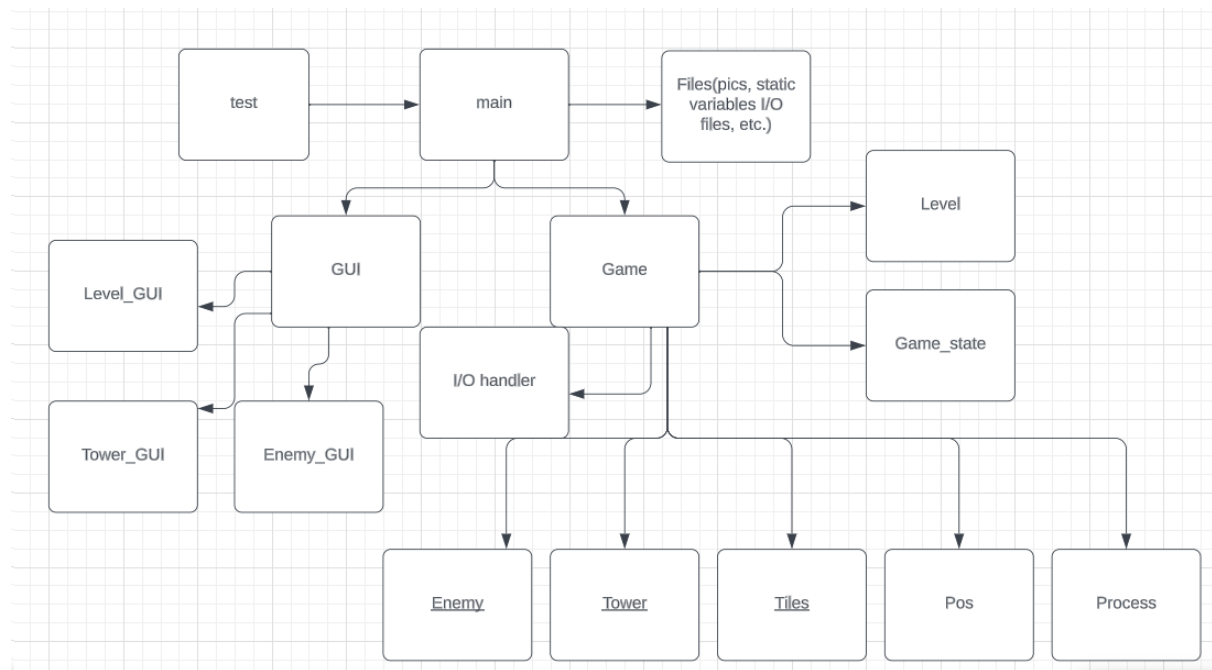 test
main
Files(pics, static
variables I/O
files, etc.)
Level
GUI
Game
Level_GUI
Game_state
I/O handler
Tower_GUI
Enemy_GUI
Enemy
Tower
Tiles
Pos
Process